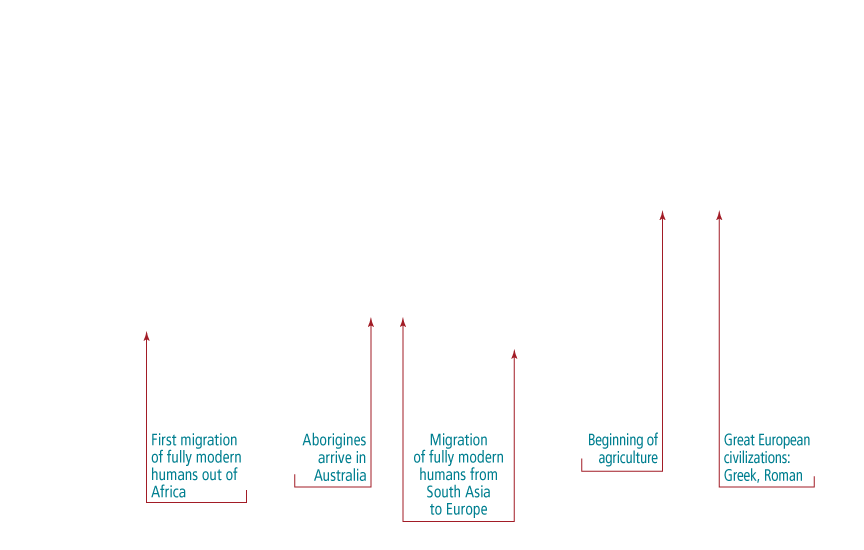 First migration
of fully modern
humans out of
Africa
Aborigines
arrive in
Australia
Migration
of fully modern
humans from
South Asia
to Europe
Beginning of
agriculture
Great European
civilizations:
Greek, Roman